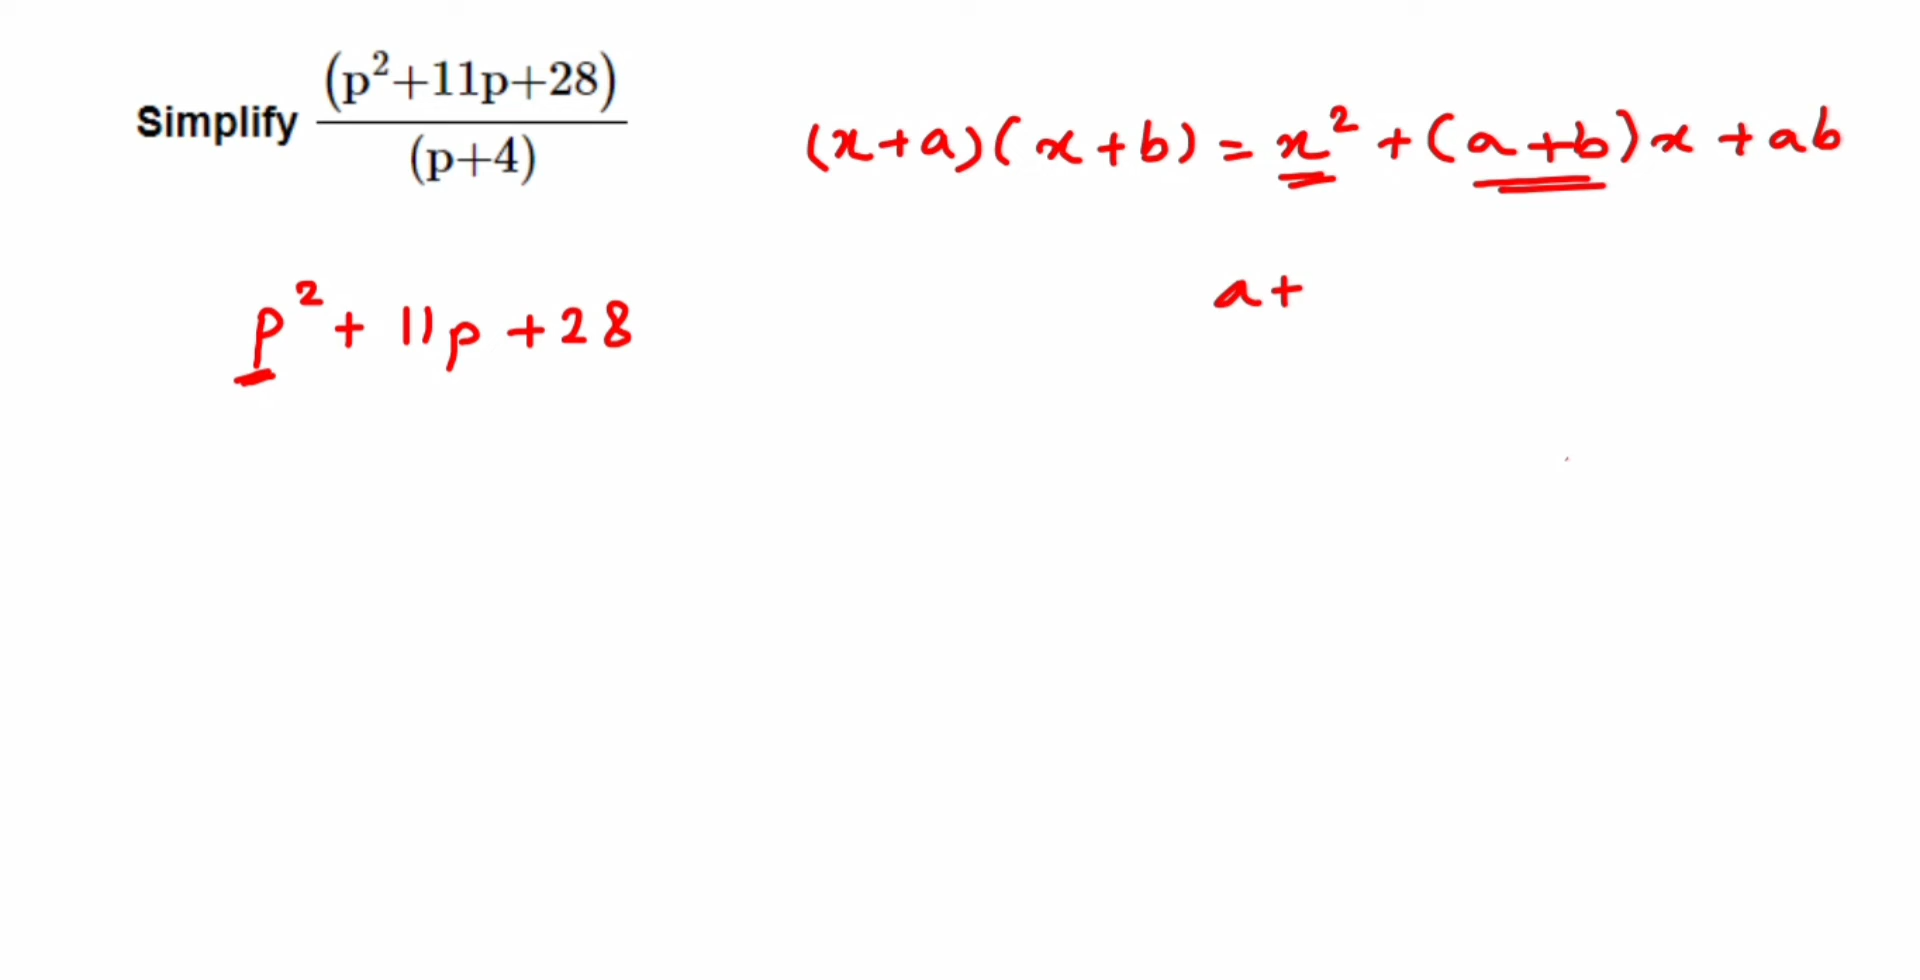 Simplify (p²+11p+28)/(p+4)
(x+a)(x+b) = x² + (a+b)x + ab
a+
p² + 11p + 28